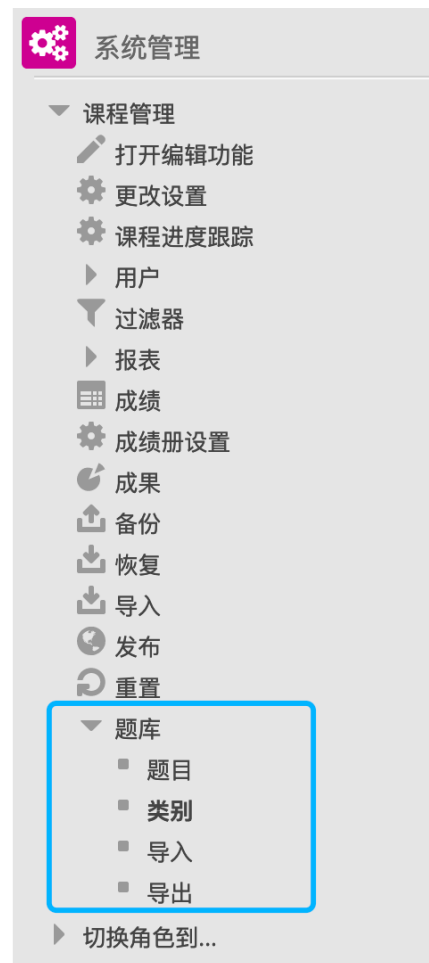 系统管理
课程管理
打开编辑功能
更改设置
课程进度跟踪
用户
过滤器
报表
成绩
成绩册设置
成果
备份
恢复
导入
发布
重置
题库
题目
类别
导入
导出
切换角色到...